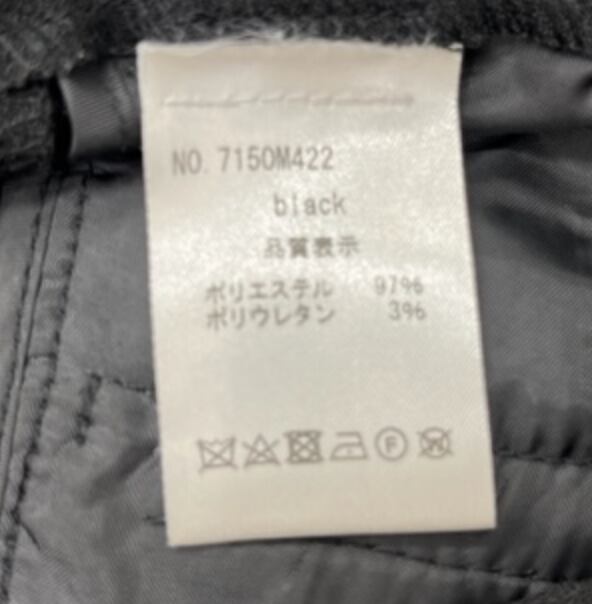 NO. 7150M422
black
品質表示
ポリエステル 97%
ポリウレタン 3%
F